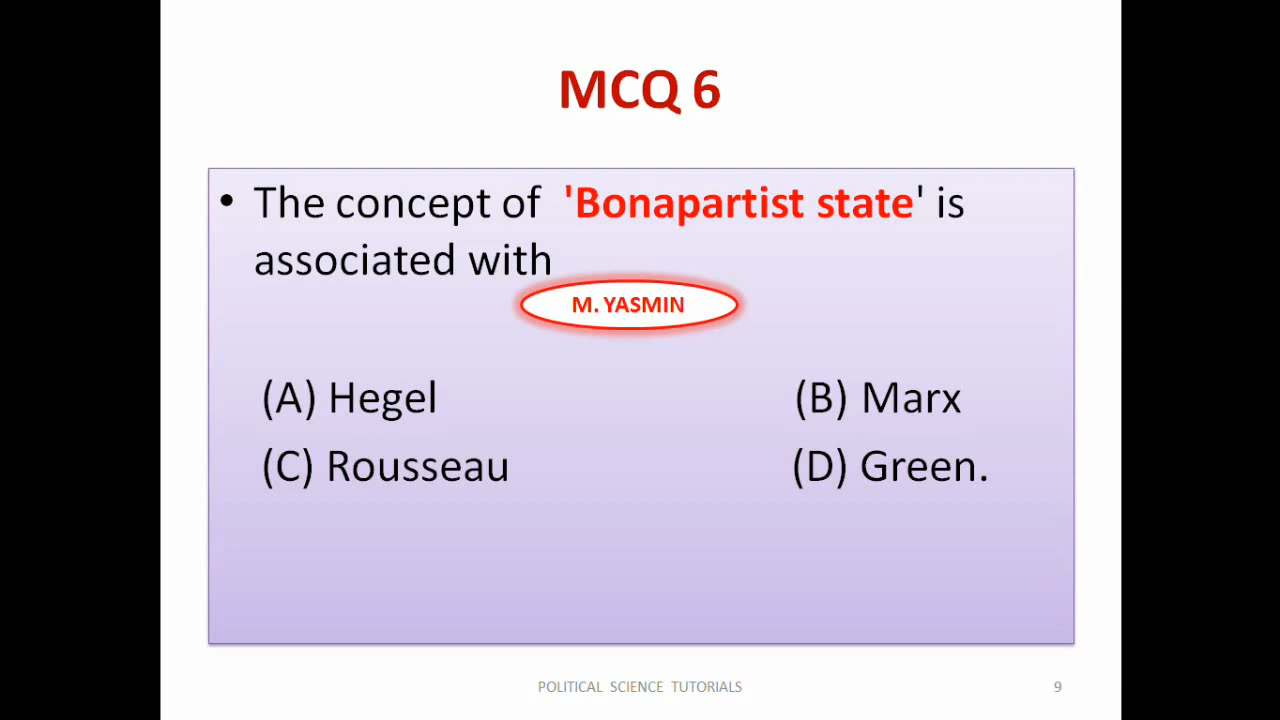 MCQ 6
• The concept of 'Bonapartist state' is
associated with
M. YASMIN
(A) Hegel (B) Marx
(C) Rousseau (D) Green.
POLITICAL SCIENCE TUTORIALS 9